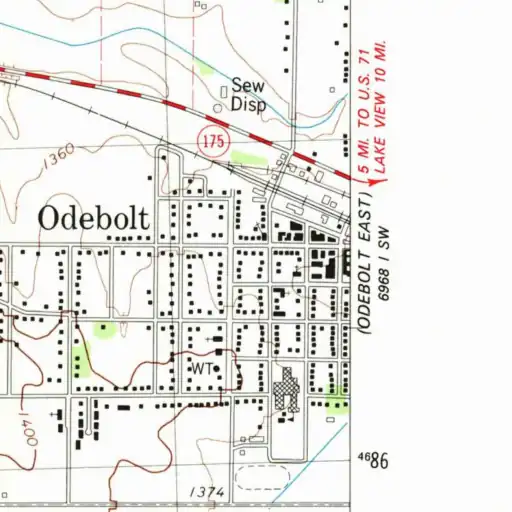 Sew
Disp
175
5 MI. TO U.S. 71
LAKE VIEW 10 MI.
1360
Odebolt
(ODEBOLT EAST)
6968 I SW
WT
1400
4686
1374